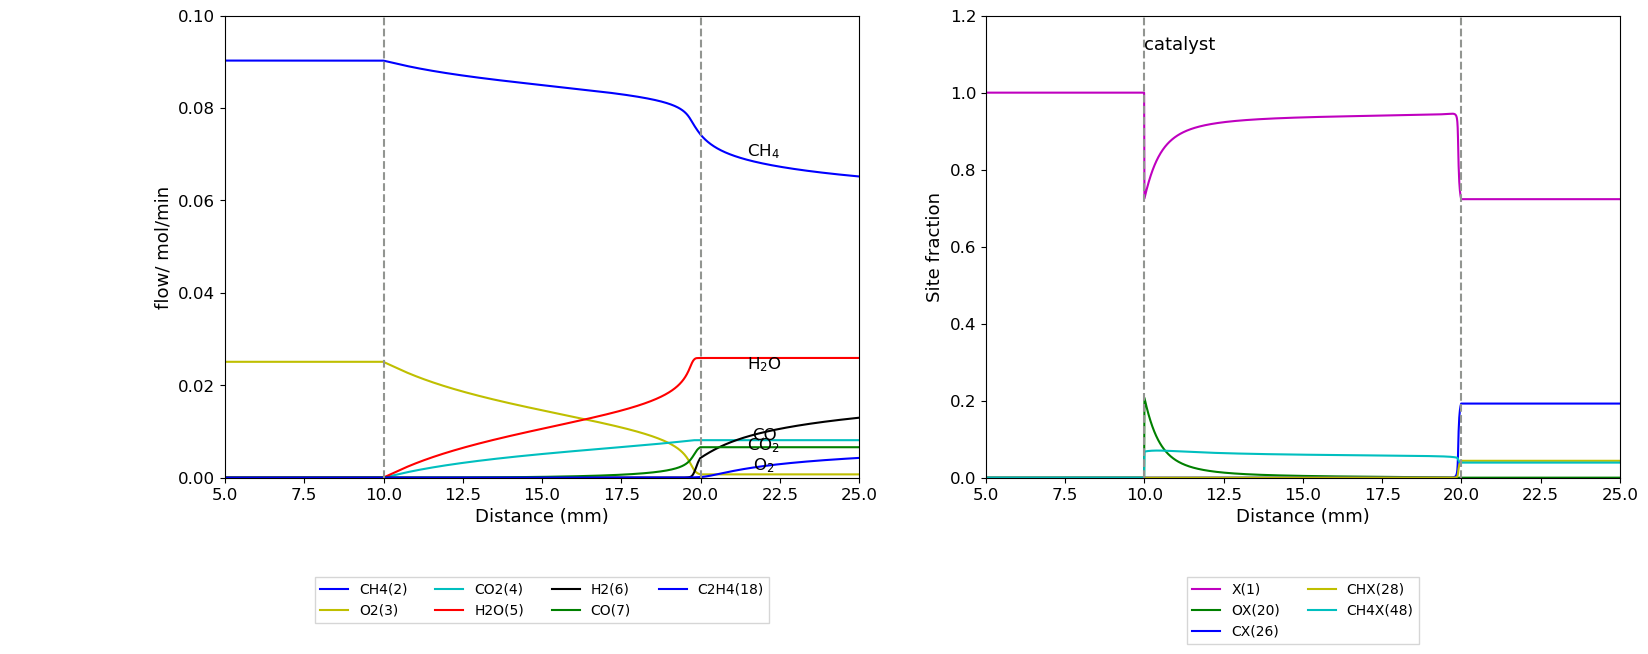 0.10
0.08
0.06
0.04
0.02
0.00
flow/ mol/min
CH₄
H₂O
CO
CO₂
O₂
5.0 7.5 10.0 12.5 15.0 17.5 20.0 22.5 25.0
Distance (mm)
CH4(2) CO2(4) H2(6) C2H4(18)
O2(3) H2O(5) CO(7)
1.2
1.0
0.8
0.6
0.4
0.2
0.0
Site fraction
catalyst
5.0 7.5 10.0 12.5 15.0 17.5 20.0 22.5 25.0
Distance (mm)
X(1) CHX(28)
OX(20) CH4X(48)
CX(26)